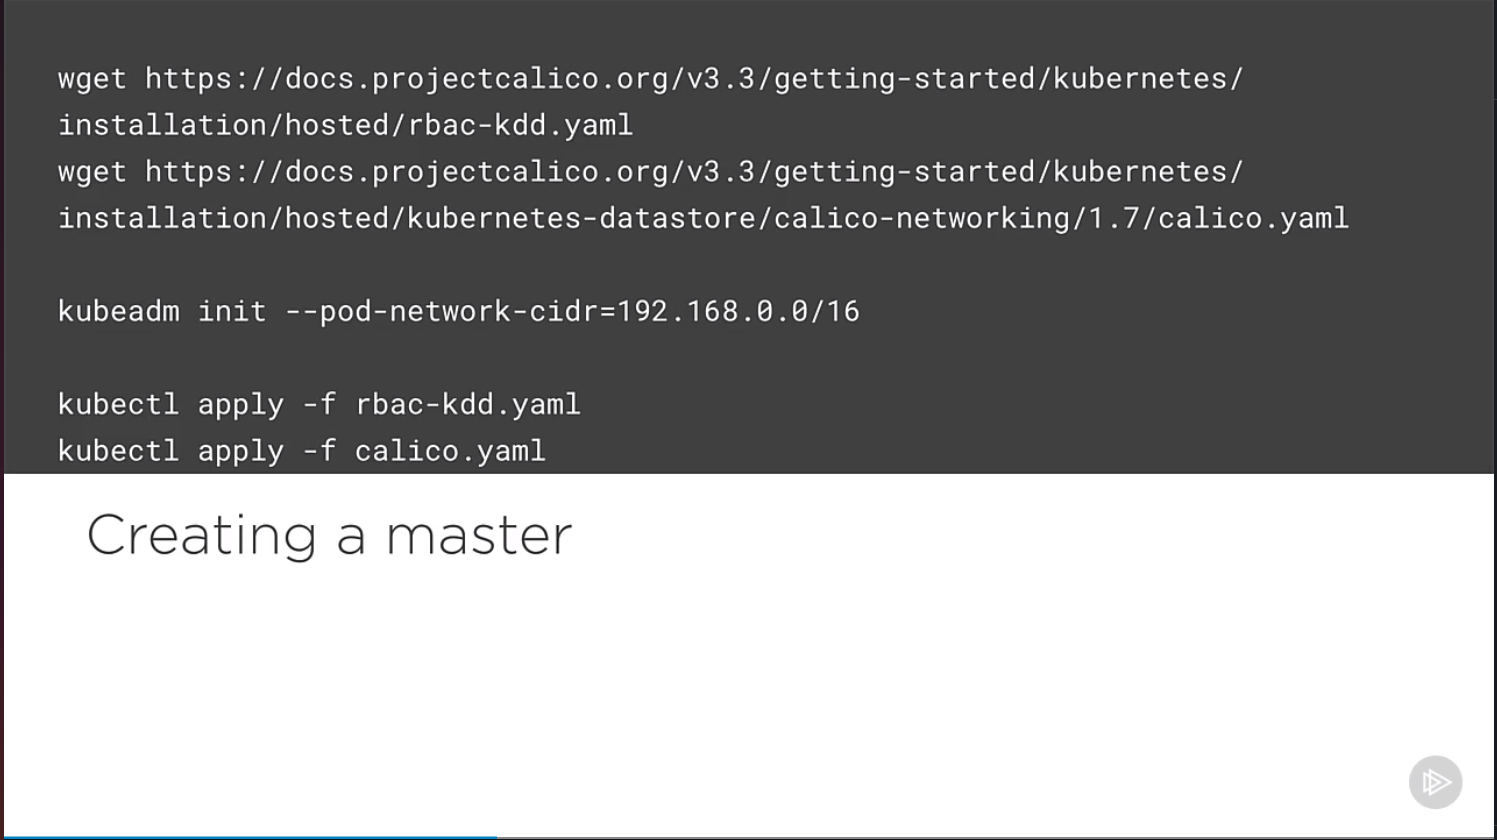 wget https://docs.projectcalico.org/v3.3/getting-started/kubernetes/
installation/hosted/rbac-kdd.yaml
wget https://docs.projectcalico.org/v3.3/getting-started/kubernetes/
installation/hosted/kubernetes-datastore/calico-networking/1.7/calico.yaml
kubeadm init --pod-network-cidr=192.168.0.0/16
kubectl apply -f rbac-kdd.yaml
kubectl apply -f calico.yaml
Creating a master